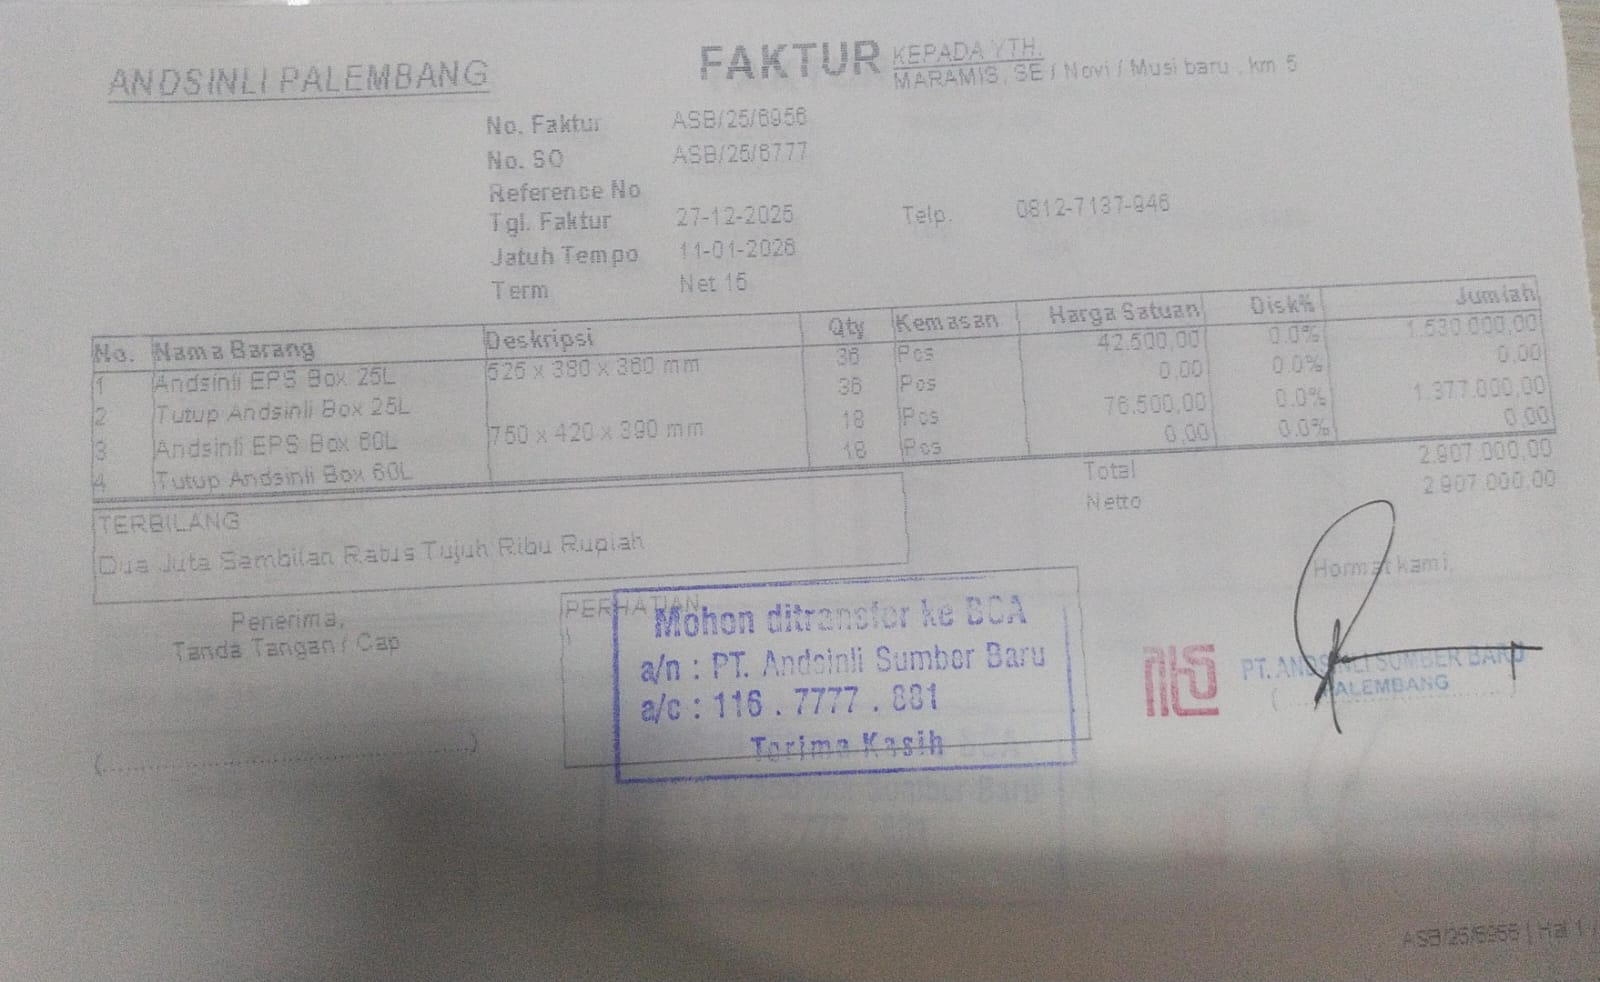 ANDSINLI PALEMBANG
FAKTUR
KEPADA YTH.
MARAMIS, SE / Novi / Musi baru , km 5
No. Faktur ASB/25/6956
No. SO ASB/25/6777
Reference No
Tgl. Faktur 27-12-2025
Telp. 0812-7137-946
Jatuh Tempo 11-01-2026
Term Net 15
No. Nama Barang Deskripsi Qty Kemasan Harga Satuan Disk% Jumlah
1 Andsinli EPS Box 25L 525 x 380 x 360 mm 36 Pcs 42.500,00 0.0% 1.530.000,00
2 Tutup Andsinli Box 25L 36 Pcs 0,00 0.0% 0,00
3 Andsinli EPS Box 60L 750 x 420 x 390 mm 18 Pcs 76.500,00 0.0% 1.377.000,00
4 Tutup Andsinli Box 60L 18 Pcs 0,00 0.0% 0,00
Total 2.907.000,00
Netto 2.907.000,00
TERBILANG
Dua Juta Sembilan Ratus Tujuh Ribu Rupiah
Penerima,
Tanda Tangan / Cap
(.....................................................)
PERHATIAN
Mohon ditransfer ke BCA
a/n : PT. Andsinli Sumber Baru
a/c : 116 . 7777 . 881
Terima Kasih
Hormat kami,
PT. ANDSINLI SUMBER BARU
PALEMBANG
ASB/25/6956 | Hal 1 /